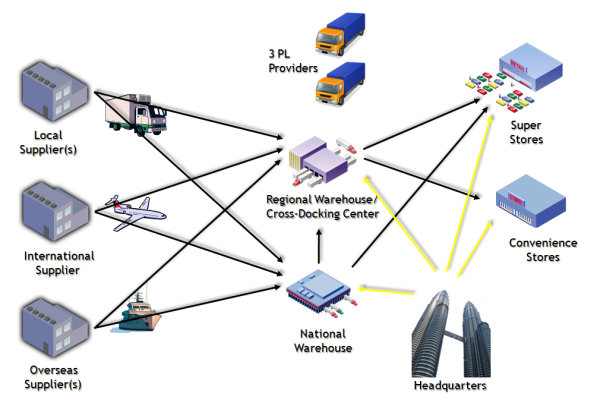 3 PL
Providers
Local
Supplier(s)
Super
Stores
Regional Warehouse/
Cross-Docking Center
International
Supplier
Convenience
Stores
National
Warehouse
Overseas
Supplier(s)
Headquarters